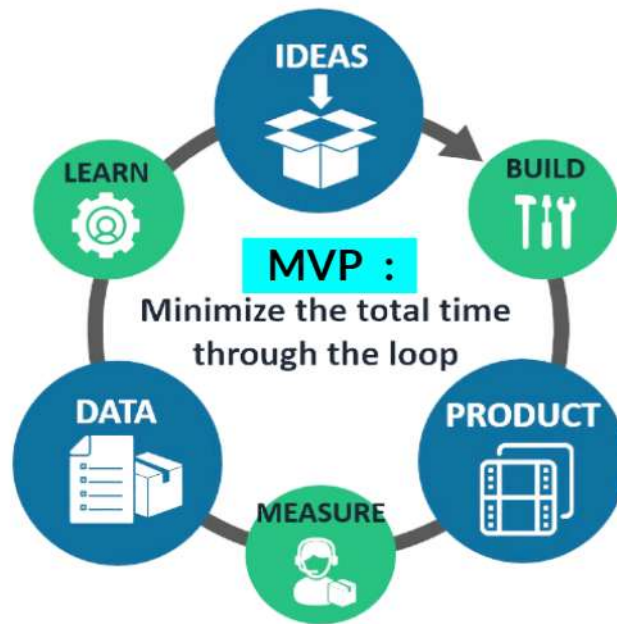 IDEAS
BUILD
PRODUCT
MEASURE
DATA
LEARN
MVP :
Minimize the total time
through the loop